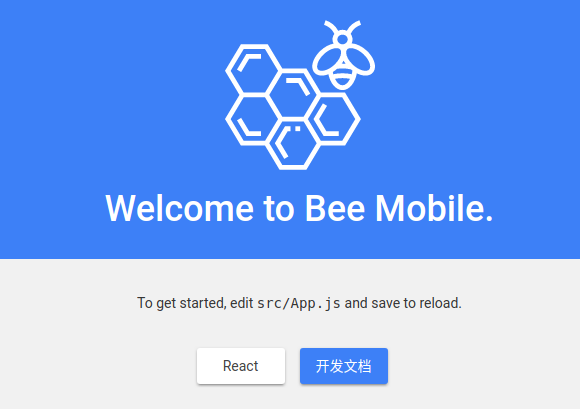 Welcome to Bee Mobile.
To get started, edit src/App.js and save to reload.
React
开发文档